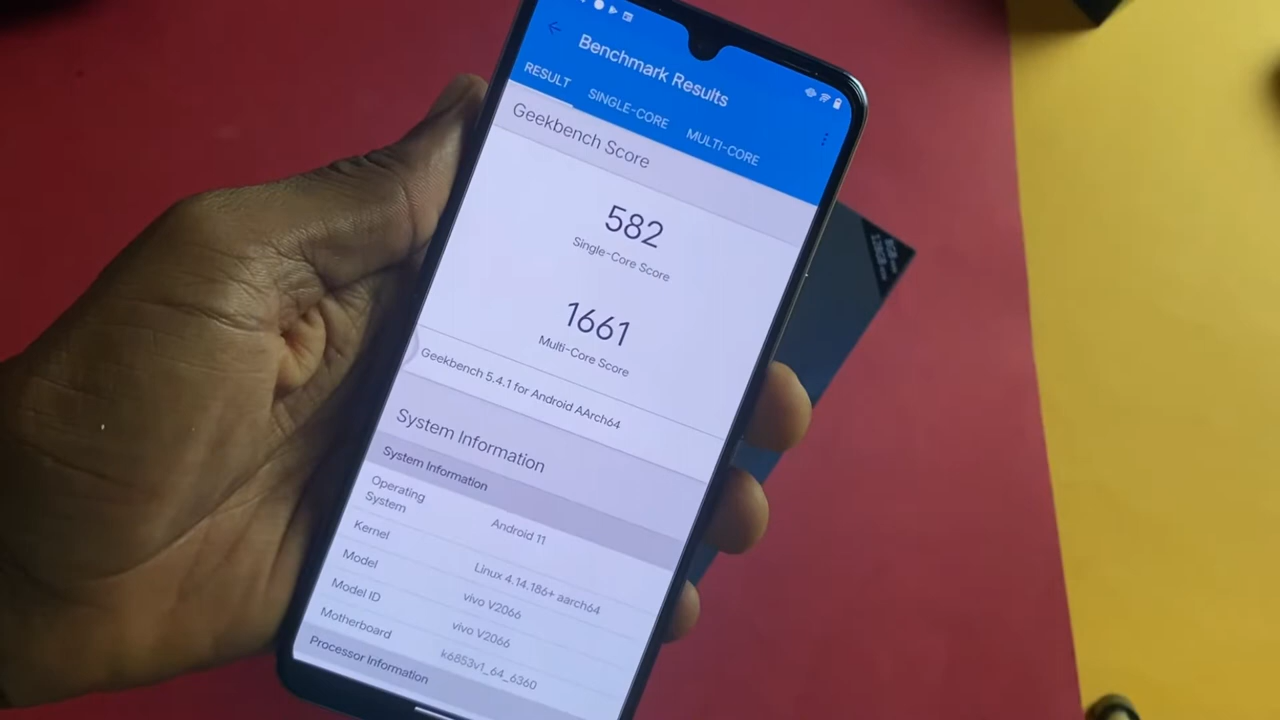 Benchmark Results
RESULT SINGLE-CORE MULTI-CORE
Geekbench Score
582
Single-Core Score
1661
Multi-Core Score
Geekbench 5.4.1 for Android AArch64
System Information
System Information
Operating System Android 11
Kernel Linux 4.14.186+ aarch64
Model vivo V2066
Model ID vivo V2066
Motherboard k6853v1_64_6360
Processor Information
8GB
128GB